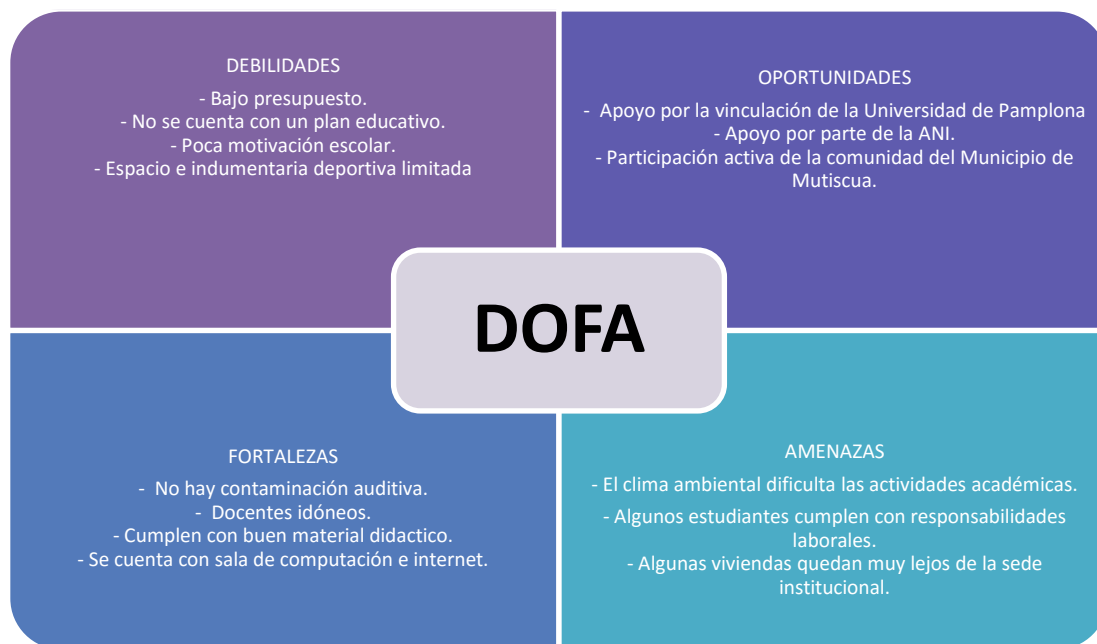 DEBILIDADES
- Bajo presupuesto.
- No se cuenta con un plan educativo.
- Poca motivación escolar.
- Espacio e indumentaria deportiva limitada
OPORTUNIDADES
- Apoyo por la vinculación de la Universidad de Pamplona
- Apoyo por parte de la ANI.
- Participación activa de la comunidad del Municipio de
Mutiscua.
DOFA
FORTALEZAS
- No hay contaminación auditiva.
- Docentes idóneos.
- Cumplen con buen material didactico.
- Se cuenta con sala de computación e internet.
AMENAZAS
- El clima ambiental dificulta las actividades académicas.
- Algunos estudiantes cumplen con responsabilidades
laborales.
- Algunas viviendas quedan muy lejos de la sede
institucional.